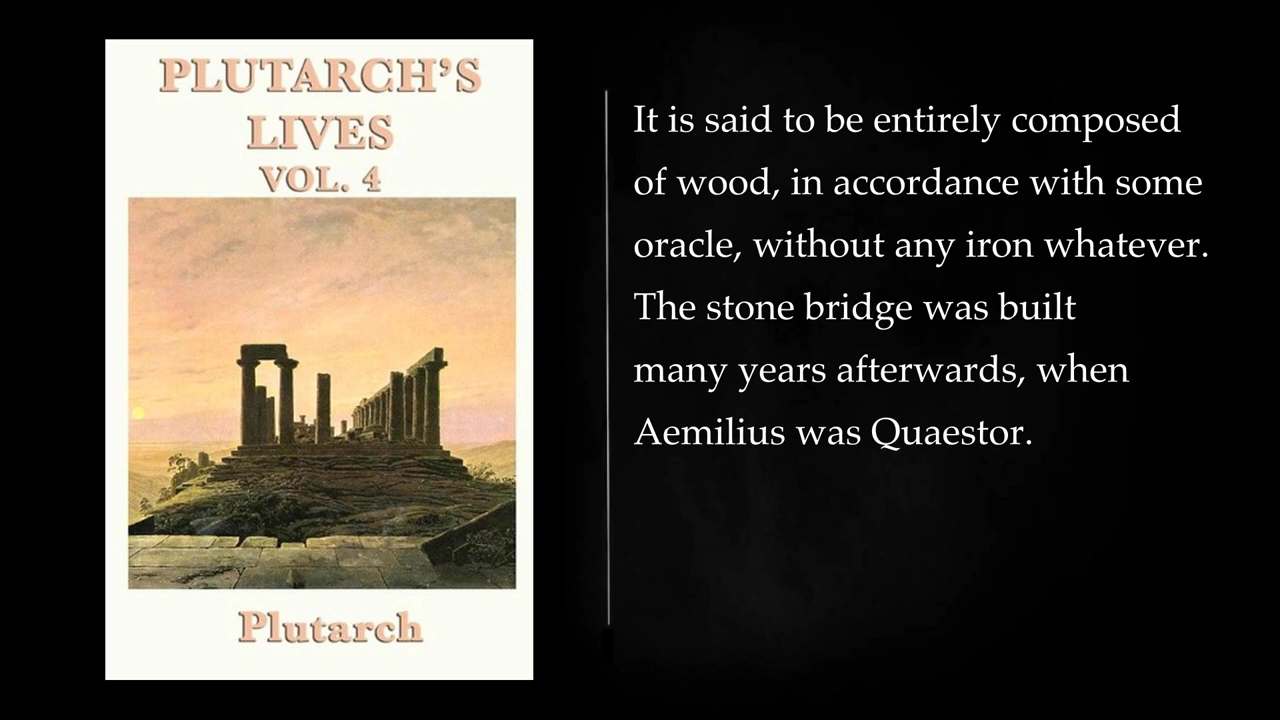 PLUTARCH'S
LIVES
VOL. 4
Plutarch
It is said to be entirely composed
of wood, in accordance with some
oracle, without any iron whatever.
The stone bridge was built
many years afterwards, when
Aemilius was Quaestor.